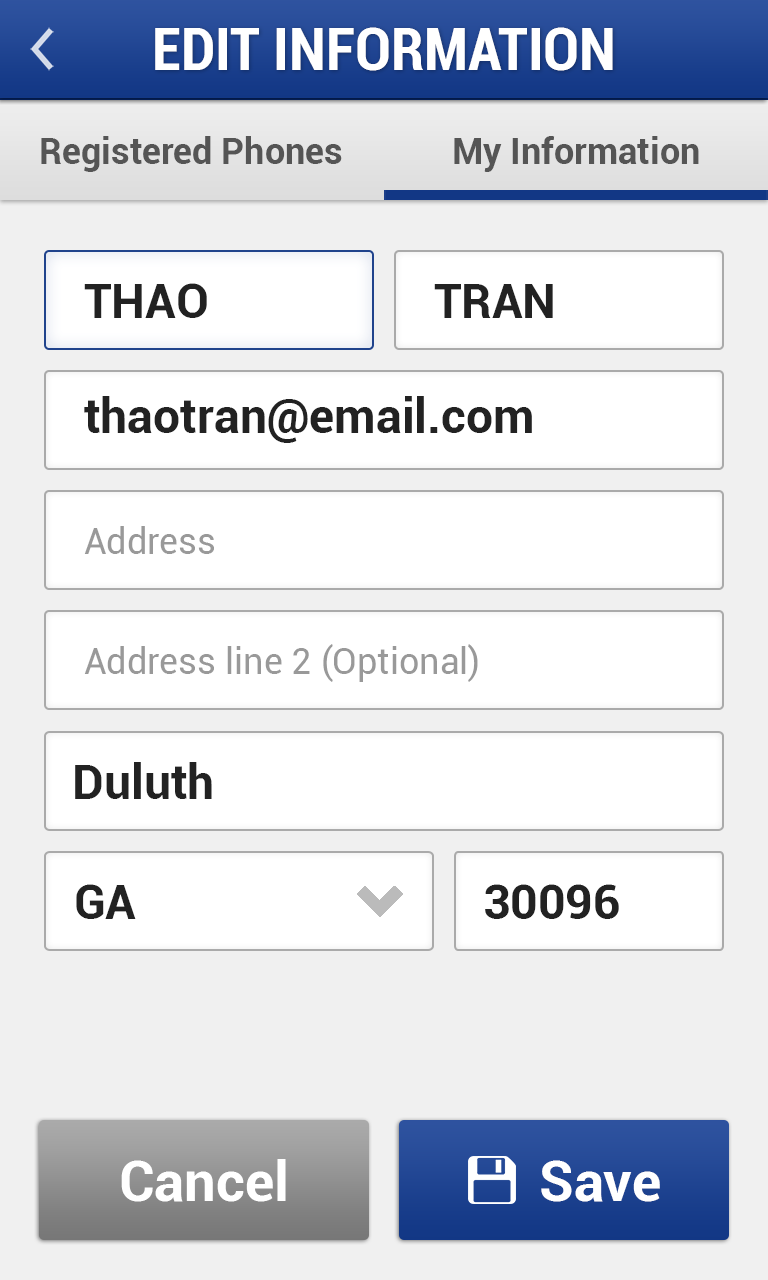 EDIT INFORMATION
Registered Phones My Information
THAO TRAN
thaotran@email.com
Address
Address line 2 (Optional)
Duluth
GA 30096
Cancel Save